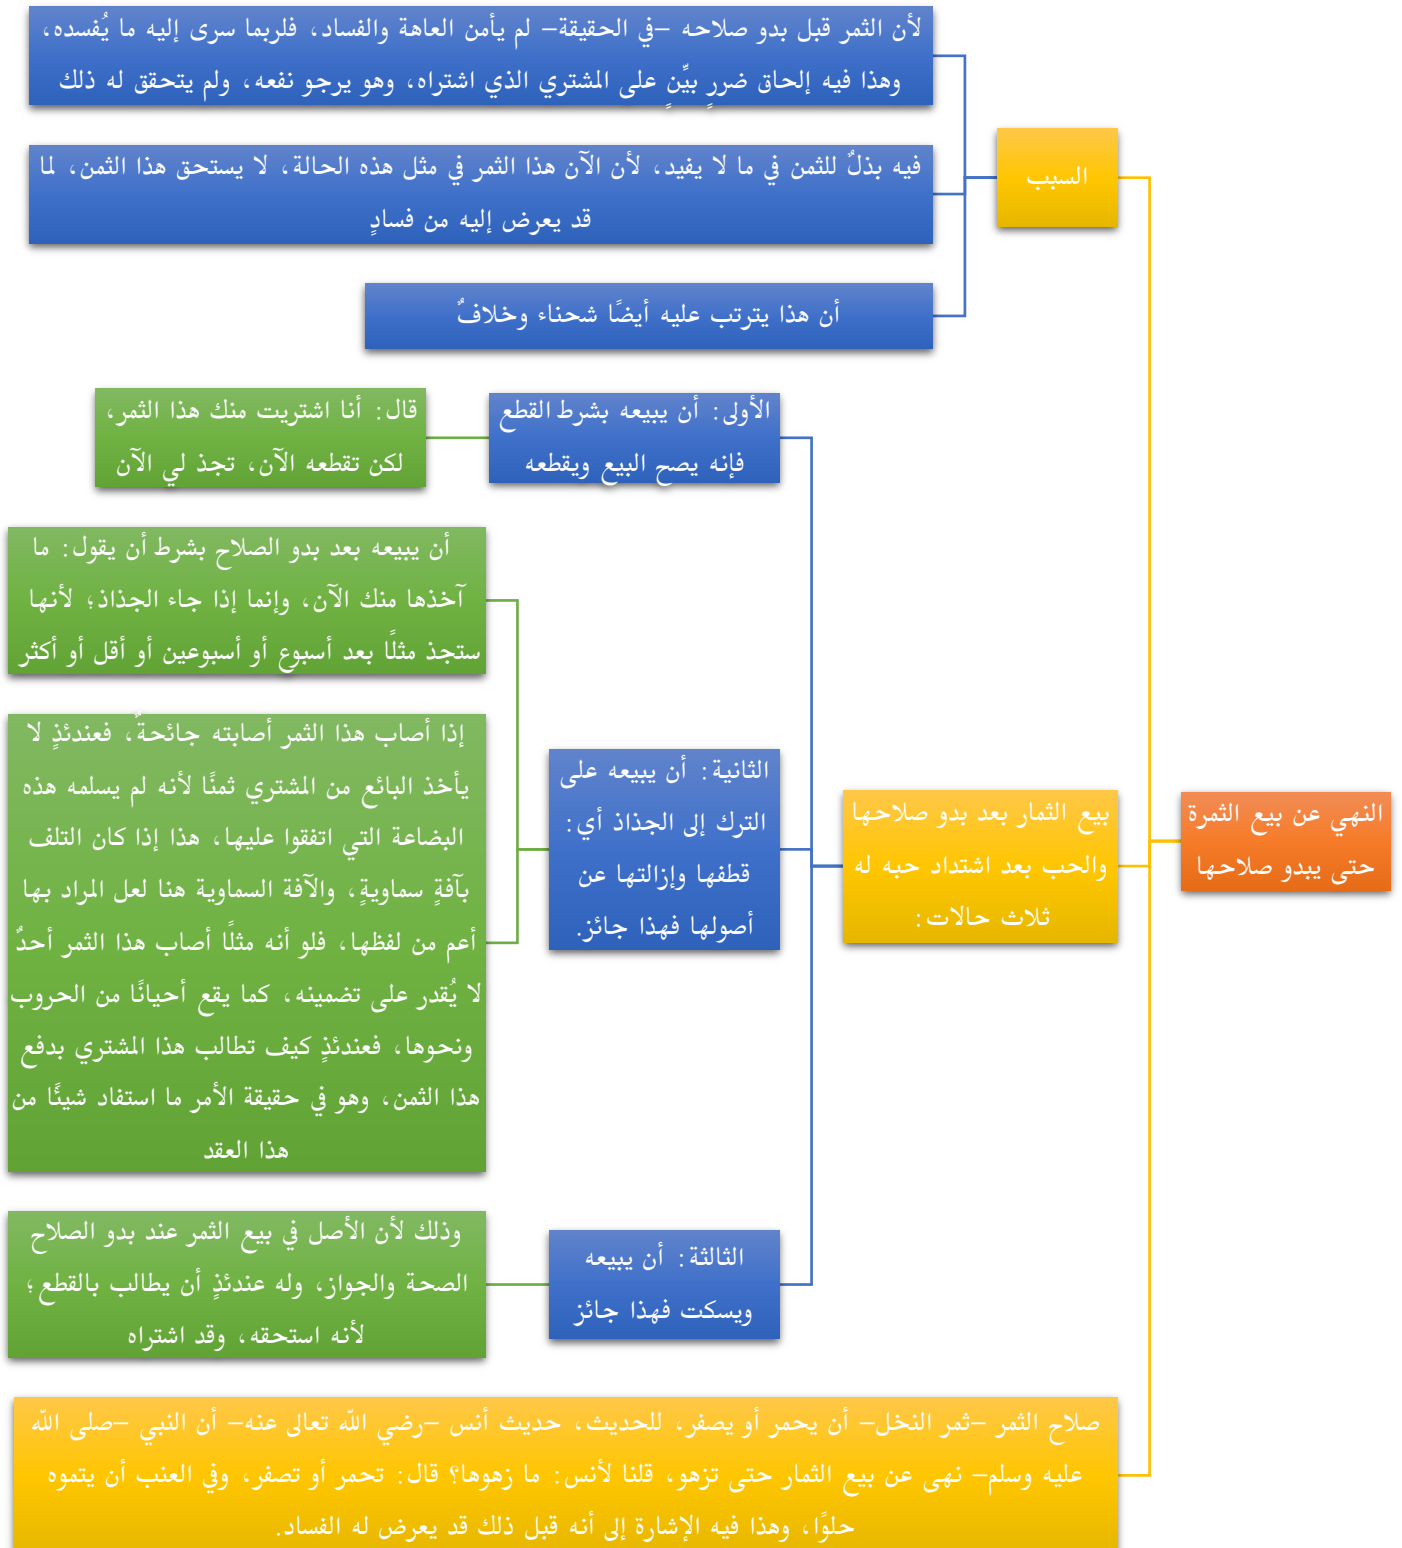 النهي عن بيع الثمرة
حتى يبدو صلاحها
السبب
لأن الثمر قبل بدو صلاحه –في الحقيقة– لم يأمن العاهة والفساد، فلربما سرى إليه ما يُفسده،
وهذا فيه إلحاق ضررٍ بيِّنٍ على المشتري الذي اشتراه، وهو يرجو نفعه، ولم يتحقق له ذلك
فيه بذلٌ للثمن في ما لا يفيد، لأن الآن هذا الثمر في مثل هذه الحالة، لا يستحق هذا الثمن، لما
قد يعرض إليه من فسادٍ
أن هذا يترتب عليه أيضًا شحناء وخلافٌ
بيع الثمار بعد بدو صلاحها
والحب بعد اشتداد حبه له
ثلاث حالات:
الأولى: أن يبيعه بشرط القطع
فإنه يصح البيع ويقطعه
قال: أنا اشتريت منك هذا الثمر،
لكن تقطعه الآن، تجذ لي الآن
الثانية: أن يبيعه على
الترك إلى الجذاذ أي:
قطفها وإزالتها عن
أصولها فهذا جائز.
أن يبيعه بعد بدو الصلاح بشرط أن يقول: ما
آخذها منك الآن، وإنما إذا جاء الجذاذ؛ لأنها
ستجذ مثلًا بعد أسبوع أو أسبوعين أو أقل أو أكثر
إذا أصاب هذا الثمر أصابته جائحةٌ، فعندئذٍ لا
يأخذ البائع من المشتري ثمنًا لأنه لم يسلمه هذه
البضاعة التي اتفقوا عليها، هذا إذا كان التلف
بآفةٍ سماويةٍ، والآفة السماوية هنا لعل المراد بها
أعم من لفظها، فلو أنه مثلًا أصاب هذا الثمر أحدٌ
لا يُقدر على تضمينه، كما يقع أحيانًا من الحروب
ونحوها، فعندئذٍ كيف تطالب هذا المشتري بدفع
هذا الثمن، وهو في حقيقة الأمر ما استفاد شيئًا من
هذا العقد
الثالثة: أن يبيعه
ويسكت فهذا جائز
وذلك لأن الأصل في بيع الثمر عند بدو الصلاح
الصحة والجواز، وله عندئذٍ أن يطالب بالقطع؛
لأنه استحقه، وقد اشتراه
صلاح الثمر –ثمر النخل– أن يحمر أو يصفر، للحديث، حديث أنس –رضي الله تعالى عنه– أن النبي –صلى الله
عليه وسلم– نهى عن بيع الثمار حتى تزهو، قلنا لأنس: ما زهوها؟ قال: تحمر أو تصفر، وفي العنب أن يتموه
حلوًا، وهذا فيه الإشارة إلى أنه قبل ذلك قد يعرض له الفساد.